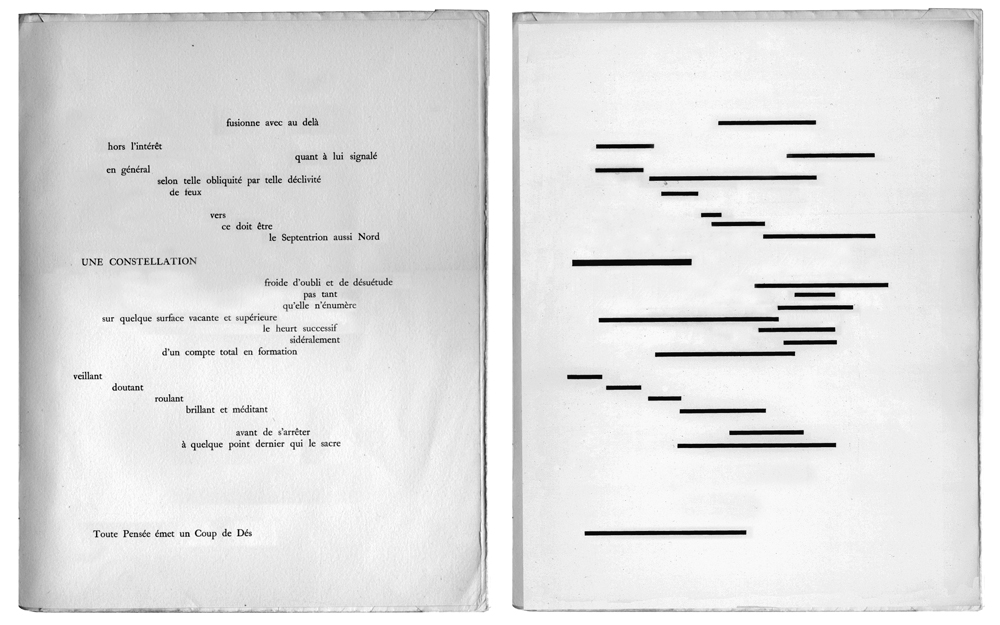 fusionne avec au delà
hors l'intérêt
quant à lui signalé
en général
selon telle obliquité par telle déclivité
de feux
vers
ce doit être
le Septentrion aussi Nord
UNE CONSTELLATION
froide d'oubli et de désuétude
pas tant
qu'elle n'énumère
sur quelque surface vacante et supérieure
le heurt successif
sidéralement
d'un compte total en formation
veillant
doutant
roulant
brillant et méditant
avant de s'arrêter
à quelque point dernier qui le sacre
Toute Pensée émet un Coup de Dés